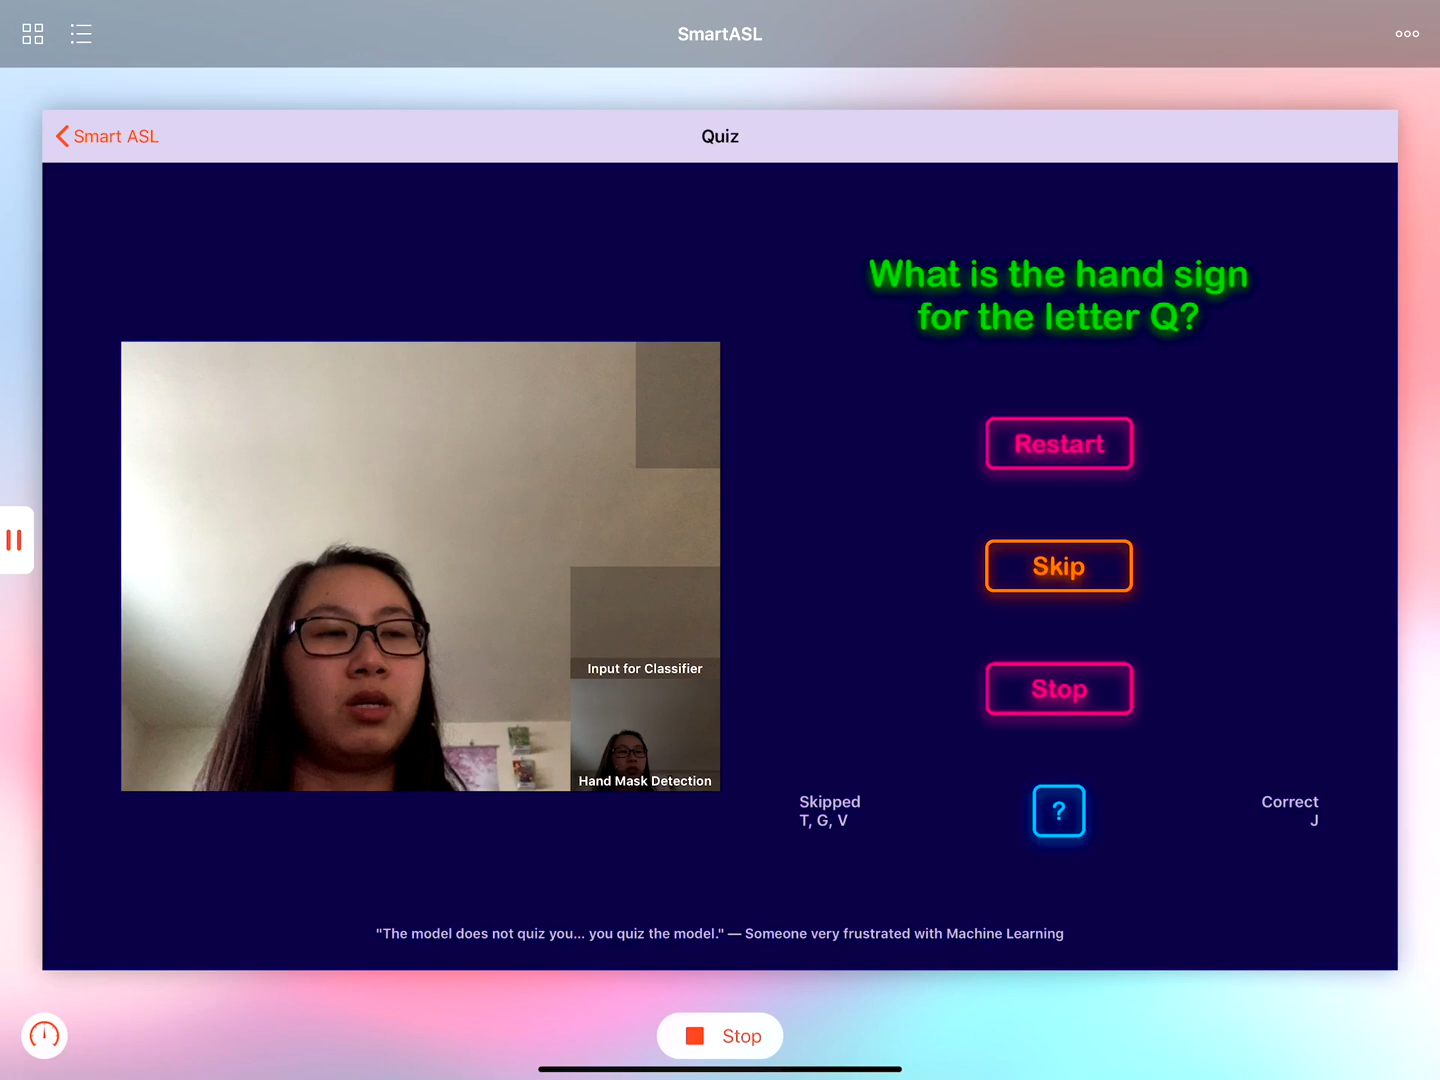 SmartASL
Smart ASL
Quiz
What is the hand sign
for the letter Q?
Restart
Skip
Stop
Input for Classifier
Hand Mask Detection
Skipped
T, G, V
?
Correct
J
"The model does not quiz you... you quiz the model." — Someone very frustrated with Machine Learning
Stop